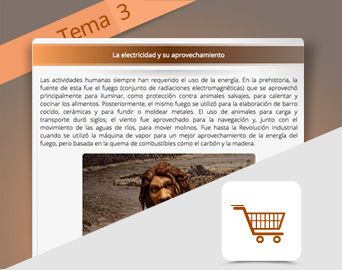 Tema 3
La electricidad y su aprovechamiento
Las actividades humanas siempre han requerido el uso de la energía. En la prehistoria, la
fuente de esta fue el fuego (conjunto de radiaciones electromagnéticas) que se aprovechó
principalmente para iluminar, como protección contra animales salvajes, para calentar y
cocinar los alimentos. Posteriormente, el mismo fuego se utilizó para la elaboración de barro
cocido, cerámicas y para fundir o moldear metales. El uso de animales para carga y
transporte duró siglos; el viento fue aprovechado para la navegación y, junto con el
movimiento de las aguas de ríos, para mover molinos. Fue hasta la Revolución Industrial
cuando se utilizó la máquina de vapor para un mejor aprovechamiento de la energía del
fuego, pero basada en la quema de combustibles como el carbón y la madera.